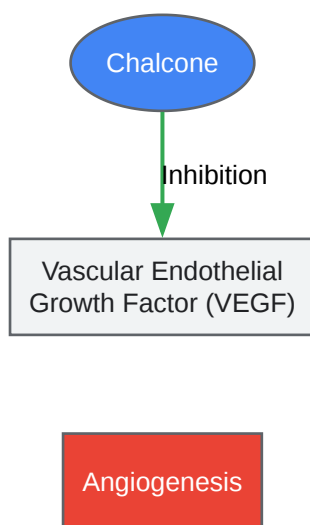 Chalcone
Inhibition
Vascular Endothelial
Growth Factor (VEGF)
Angiogenesis